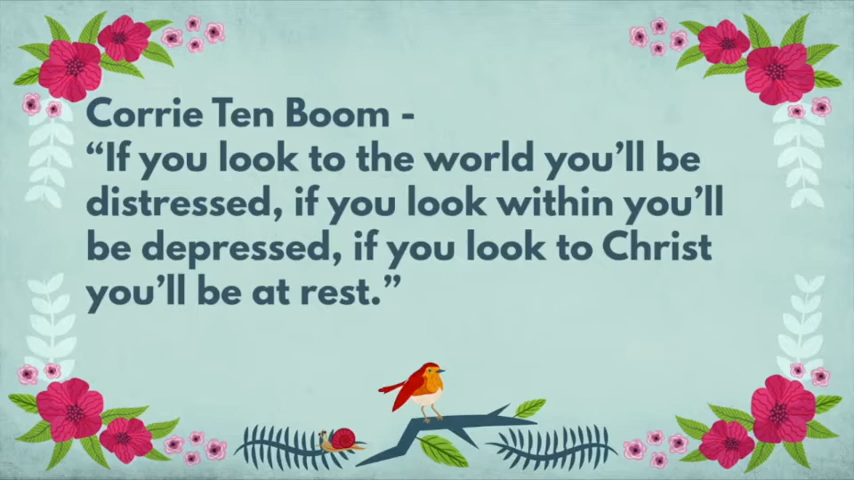 Corrie Ten Boom -
“If you look to the world you’ll be
distressed, if you look within you’ll
be depressed, if you look to Christ
you’ll be at rest.”